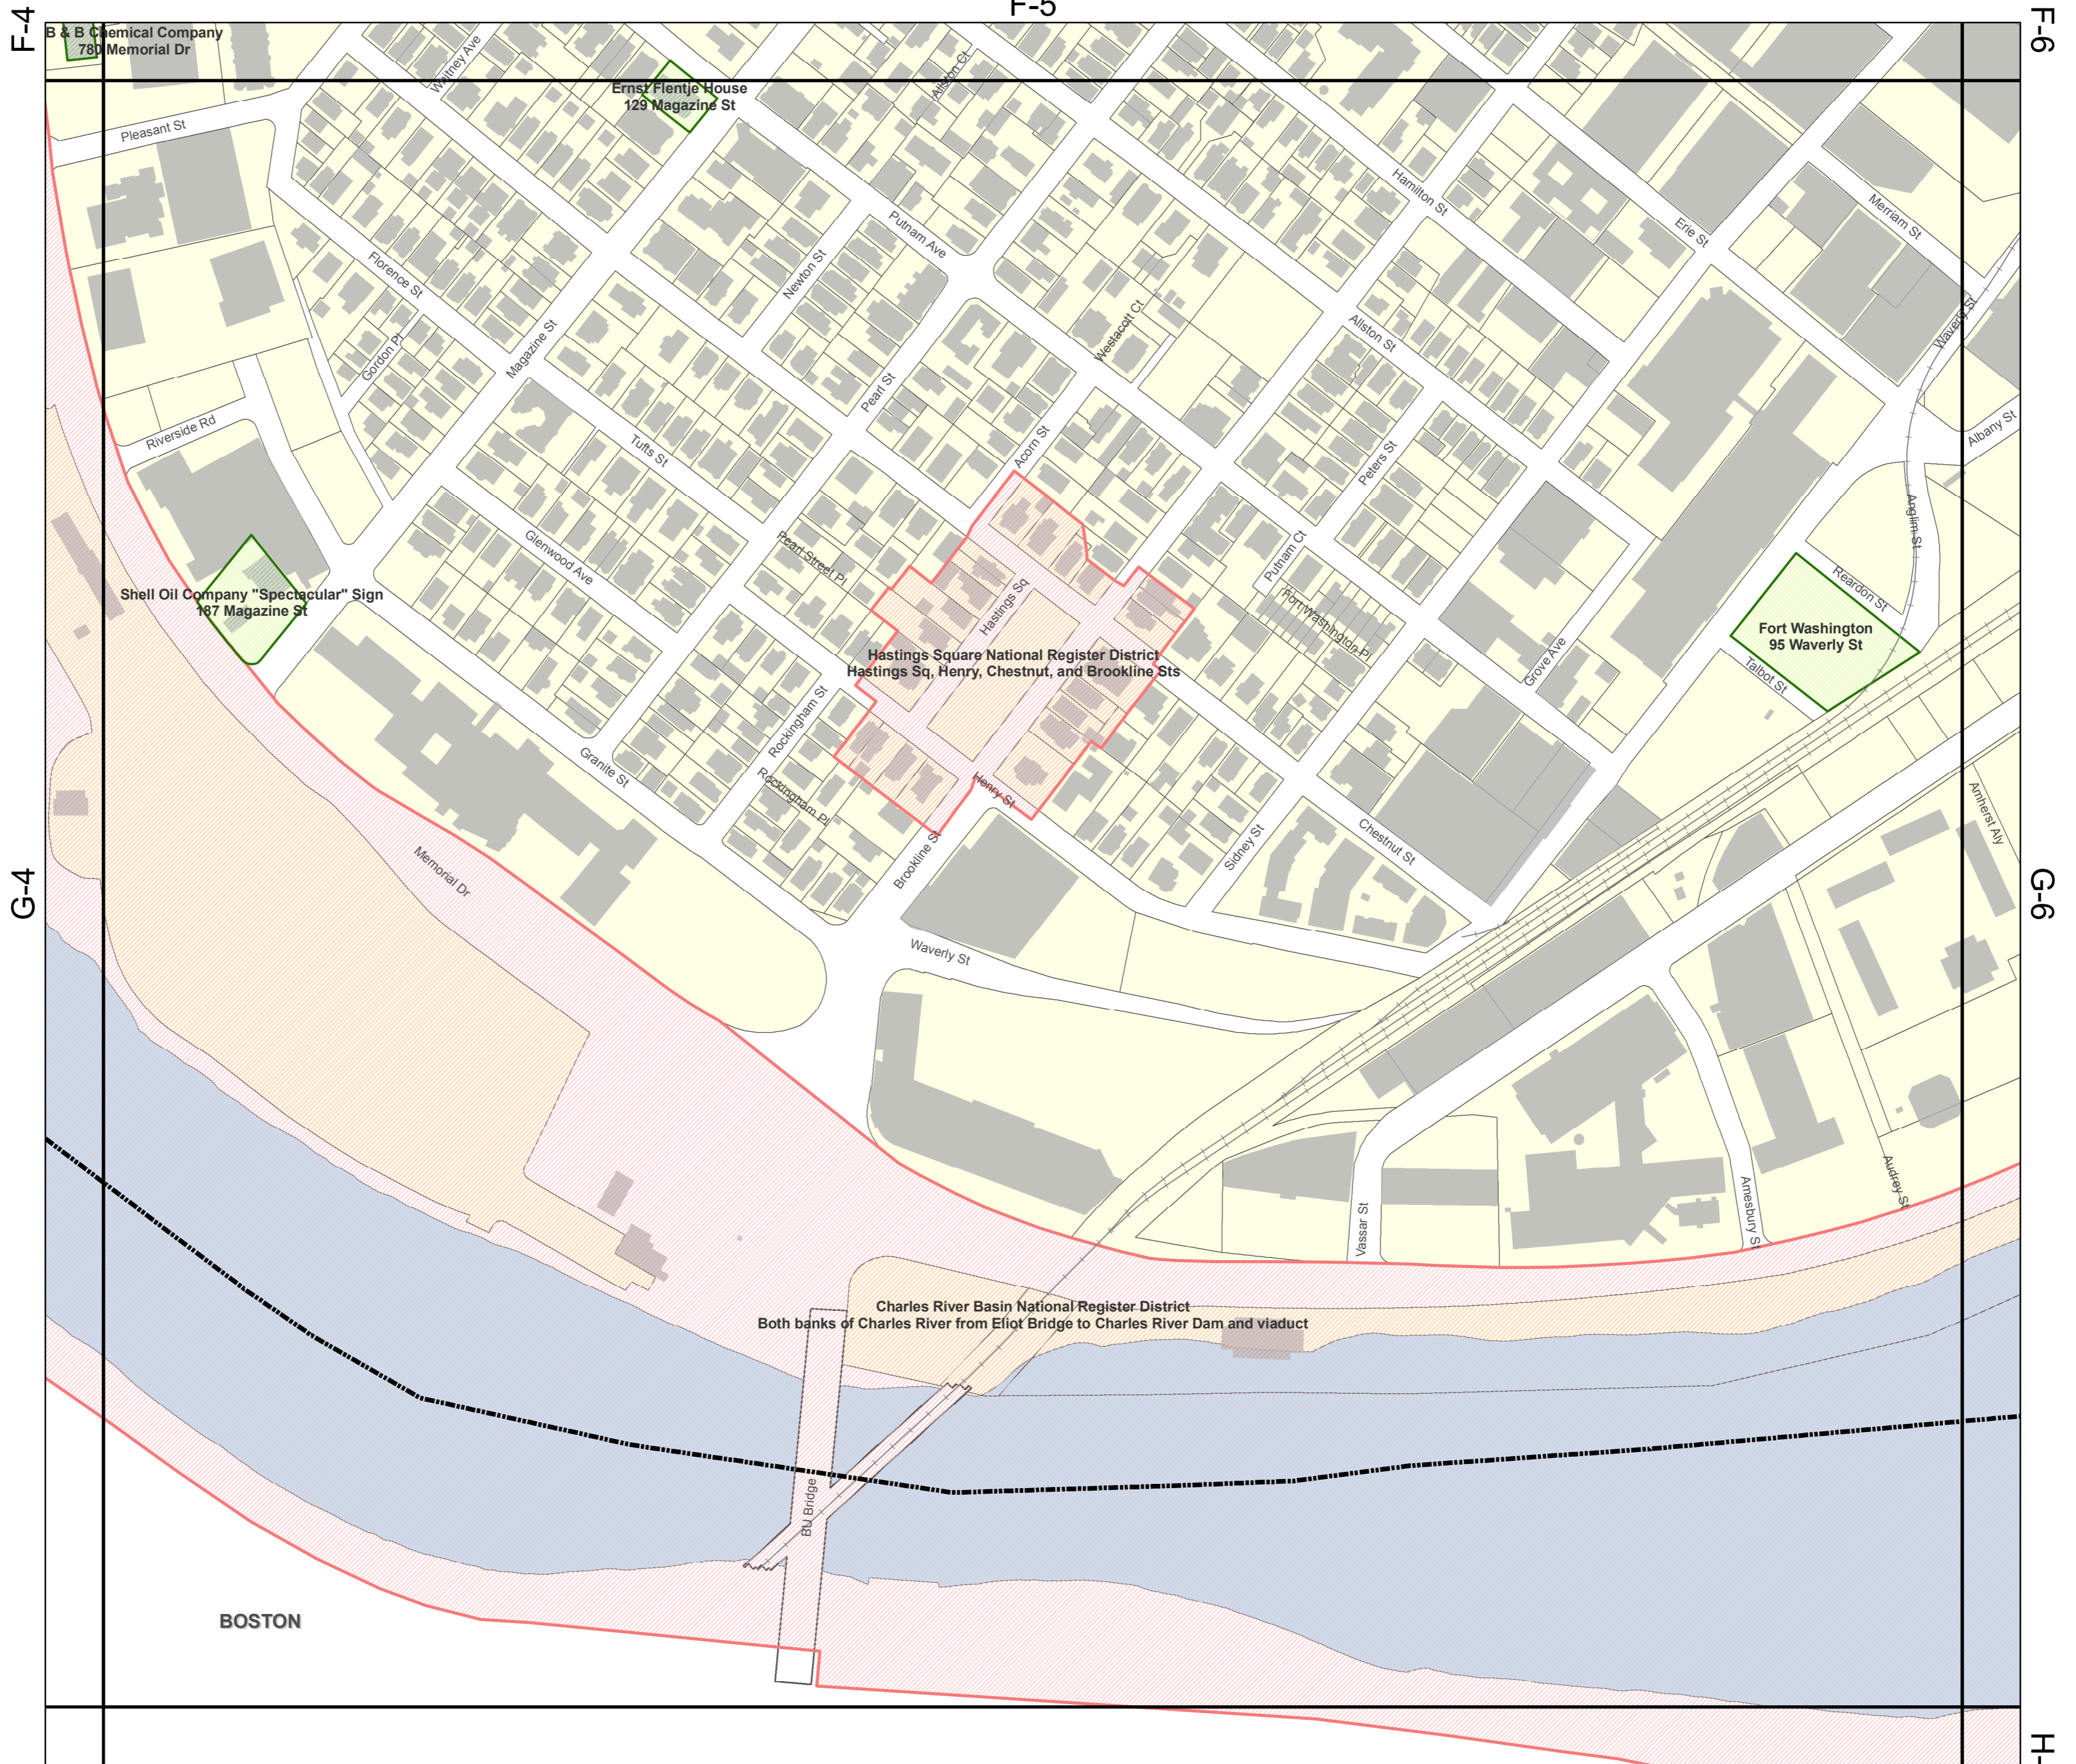 F-5
F-4
F-6
B & B Chemical Company
780 Memorial Dr
Whitney Ave
Allston Ct
Ernst Flentje House
129 Magazine St
Pleasant St
Hamilton St
Merriam St
Erie St
Putnam Ave
Florence St
Newton St
Waverly St
Westacott Ct
Allston St
Magazine St
Gordon Pl
Pearl St
Riverside Rd
Albany St
Acorn St
Tufts St
Peters St
Anglim St
Glenwood Ave
Pearl Street Pl
Putnam Ct
Reardon St
Shell Oil Company "Spectacular" Sign
187 Magazine St
Hastings Sq
Fort Washington Pl
Fort Washington
95 Waverly St
Hastings Square National Register District
Hastings Sq, Henry, Chestnut, and Brookline Sts
Grove Ave
Talbot St
Rockingham St
Granite St
Rockingham Pl
Henry St
Amherst Aly
Brookline St
Sidney St
Chestnut St
Memorial Dr
G-4
G-6
Waverly St
Audrey St
Amesbury St
Vassar St
Charles River Basin National Register District
Both banks of Charles River from Eliot Bridge to Charles River Dam and viaduct
BU Bridge
BOSTON
H-